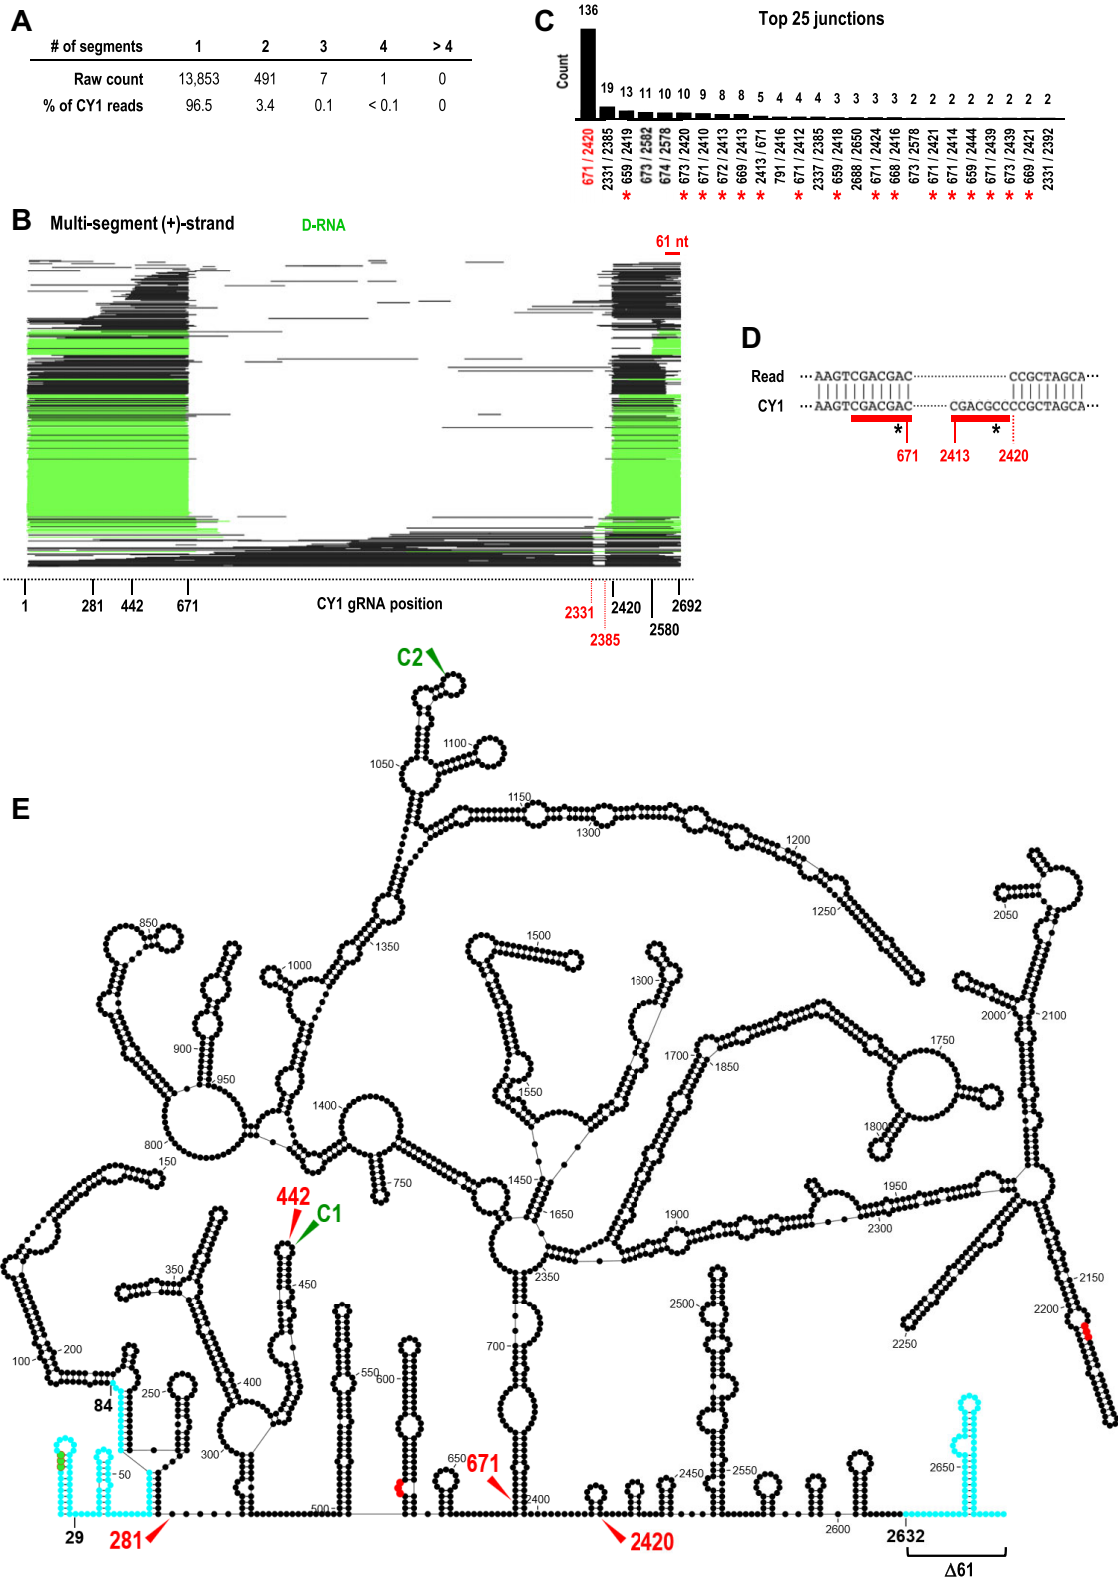 A
# of segments 1 2 3 4 > 4
Raw count 13,853 491 7 1 0
% of CY1 reads 96.5 3.4 0.1 < 0.1 0
C
Top 25 junctions
Count
136 19 13 11 10 10 9 8 8 5 4 4 4 3 3 3 3 2 2 2 2 2 2 2 2
671 / 2420
2331 / 2385
659 / 2419
673 / 2582
674 / 2578
673 / 2420
671 / 2410
672 / 2413
669 / 2413
2413 / 671
791 / 2416
671 / 2412
2337 / 2385
659 / 2418
2688 / 2650
671 / 2424
668 / 2416
673 / 2578
671 / 2421
671 / 2414
659 / 2444
671 / 2439
673 / 2439
669 / 2421
2331 / 2392
* * * * * * * * * * * * * * * *
B
Multi-segment (+)-strand
D-RNA
61 nt
1 281 442 671
CY1 gRNA position
2331 2385 2420 2580 2692
D
Read ···AAGTCGACGAC··················CCGCTAGCA···
CY1 ···AAGTCGACGAC·······CGACGCCCCGCTAGCA···
* *
671 2413 2420
E
C2
1100
1050
1150
1300
1200
1250
850
1350
1000
1500
1600
2050
2000
2100
900
950
800
1400
750
1550
1700
1850
1750
1800
150
442
C1
1450
1650
1900
1950
2300
2350
350
450
2500
2150
2200
2250
100
200
84
250
400
550
600
700
300
50
650
671
2400
2450
2550
2650
500
2600
29
281
2420
2632
Δ61